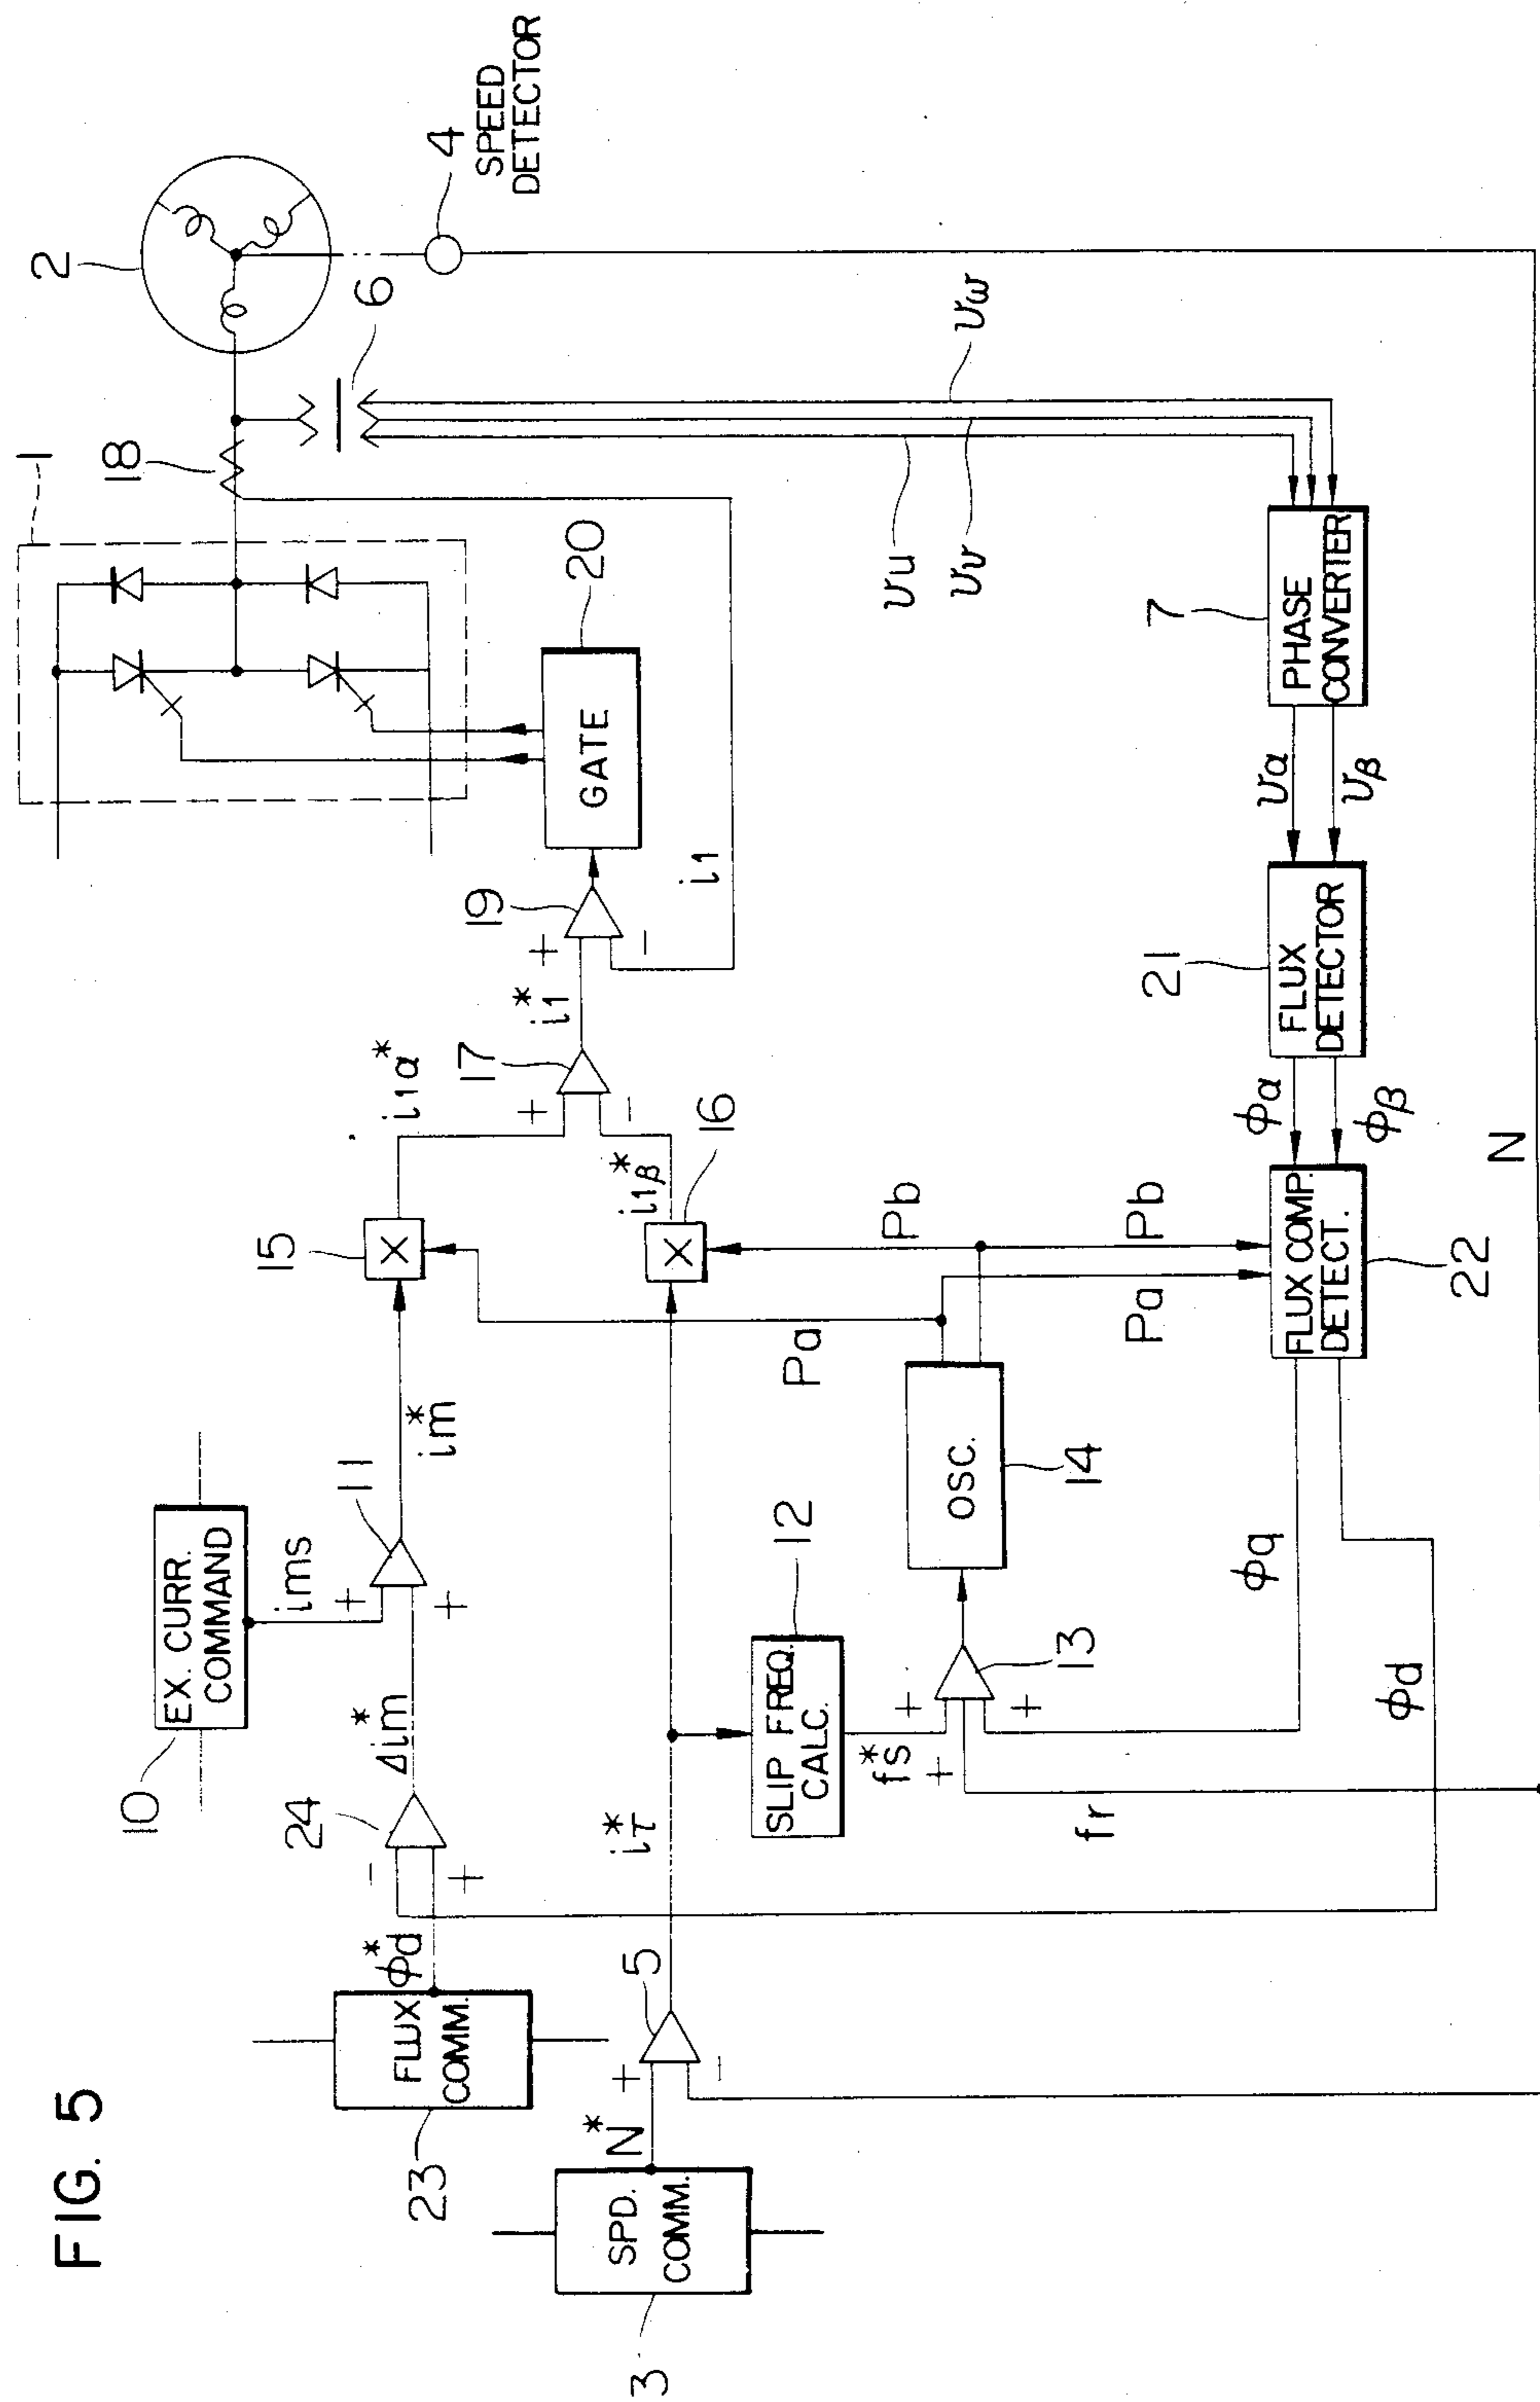 FIG. 5
1
18
2
6
4
SPEED
DETECTOR
20
GATE
19
+
-
i1
i1*
17
+
-
i1α*
i1β*
15
X
16
X
im*
11
+
+
ims
10
EX. CURR.
COMMAND
Δim*
24
-
+
φd*
FLUX
COMM.
23
iτ*
5
+
-
N*
SPD.
COMM.
3
12
SLIP FREQ.
CALC.
fs*
+
+
+
13
fr
OSC.
14
Pa
Pb
Pa
Pb
vu
vv
vw
7
PHASE
CONVERTER
vα
vβ
21
FLUX
DETECTOR
φα
φβ
FLUX COMP.
DETECT.
22
φq
φd
N